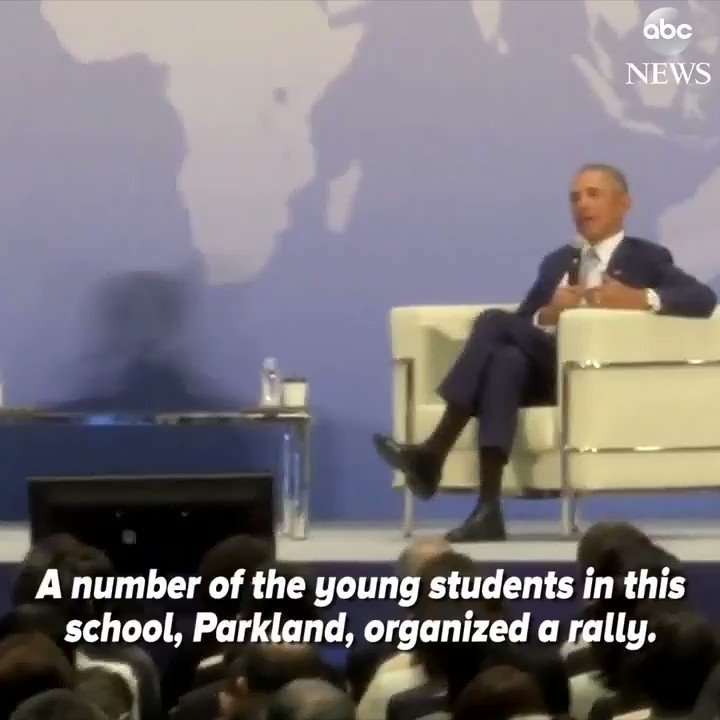 abc
NEWS
A number of the young students in this
school, Parkland, organized a rally.